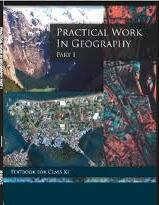 PRACTICAL WORK
IN GEOGRAPHY
PART I
TEXTBOOK FOR CLASS XI